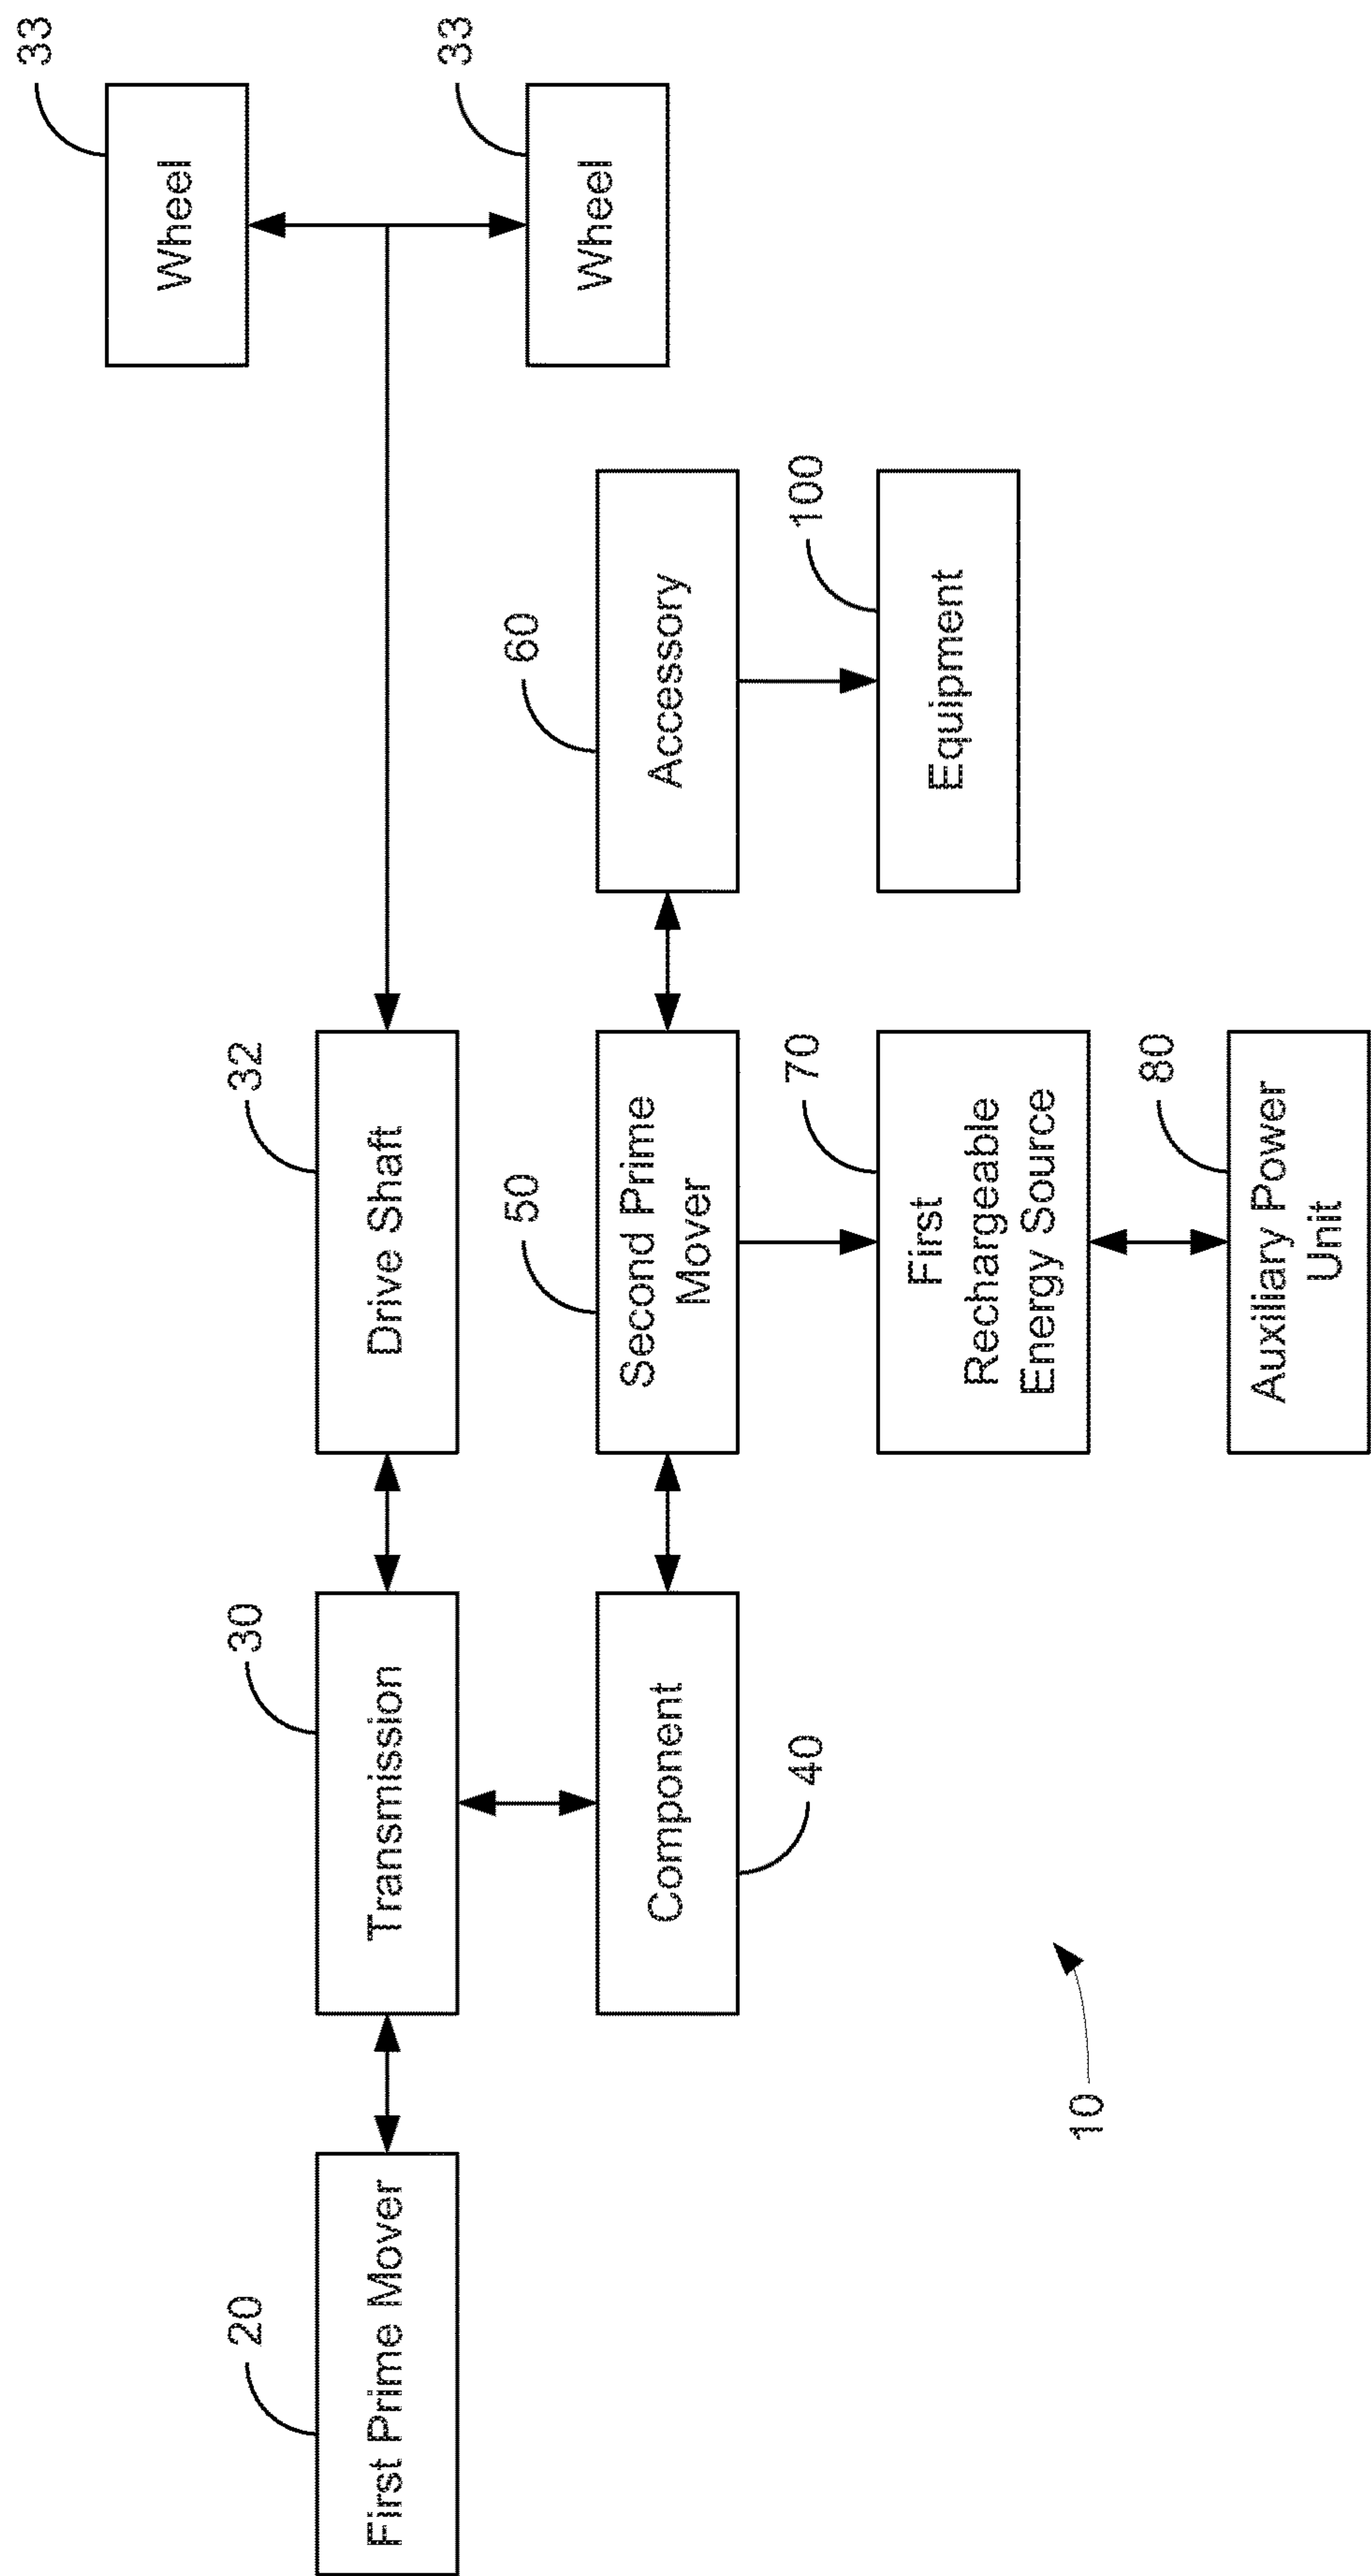 33
Wheel
33
Wheel
20
First Prime Mover
30
Transmission
32
Drive Shaft
40
Component
50
Second Prime
Mover
60
Accessory
100
Equipment
70
First
Rechargeable
Energy Source
80
Auxiliary Power
Unit
10